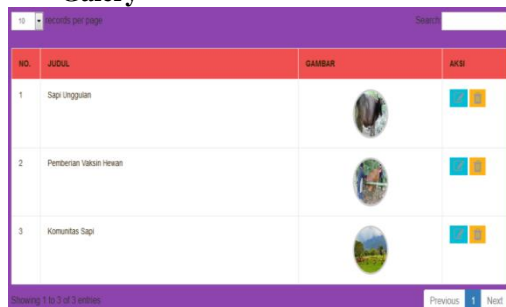 Galery
10 records per page Search:
NO. JUDUL GAMBAR AKSI
1 Sapi Unggulan
2 Pemberian Vaksin Hewan
3 Komunitas Sapi
Showing 1 to 3 of 3 entries Previous 1 Next